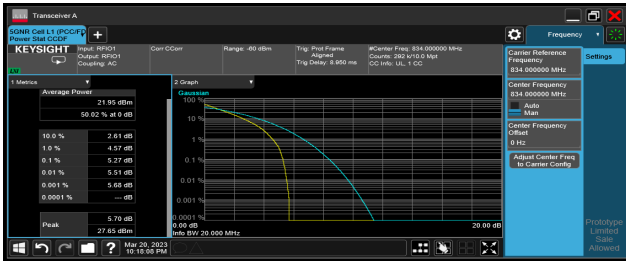 Transceiver A
5GNR Cell L1 (PCC/FD
Power Stat CCDF
Frequency
KEYSIGHT
Input: RFIO1
Output: RFIO1
Coupling: AC
Corr CCorr
Range: -60 dBm
Trig: Prot Frame
Aligned
Trig Delay: 8.950 ms
#Center Freq: 834.000000 MHz
Counts: 292 k/10.0 Mpt
CC Info: UL, 1 CC
1 Metrics
2 Graph
Average Power
21.95 dBm
50.02 % at 0 dB
10.0 % 2.61 dB
1.0 % 4.57 dB
0.1 % 5.27 dB
0.01 % 5.51 dB
0.001 % 5.68 dB
0.0001 % --- dB
Peak
5.70 dB
27.65 dBm
Gaussian
100 %
10 %
1 %
0.1 %
0.01 %
0.001 %
0.0001 %
0.00 dB
20.00 dB
Info BW 20.000 MHz
Carrier Reference
Frequency
834.000000 MHz
Settings
Center Frequency
834.000000 MHz
Auto
Man
Center Frequency
Offset
0 Hz
Adjust Center Freq
to Carrier Config
Prototype
Limited
Sale
Allowed
Mar 20, 2023
10:18:08 PM